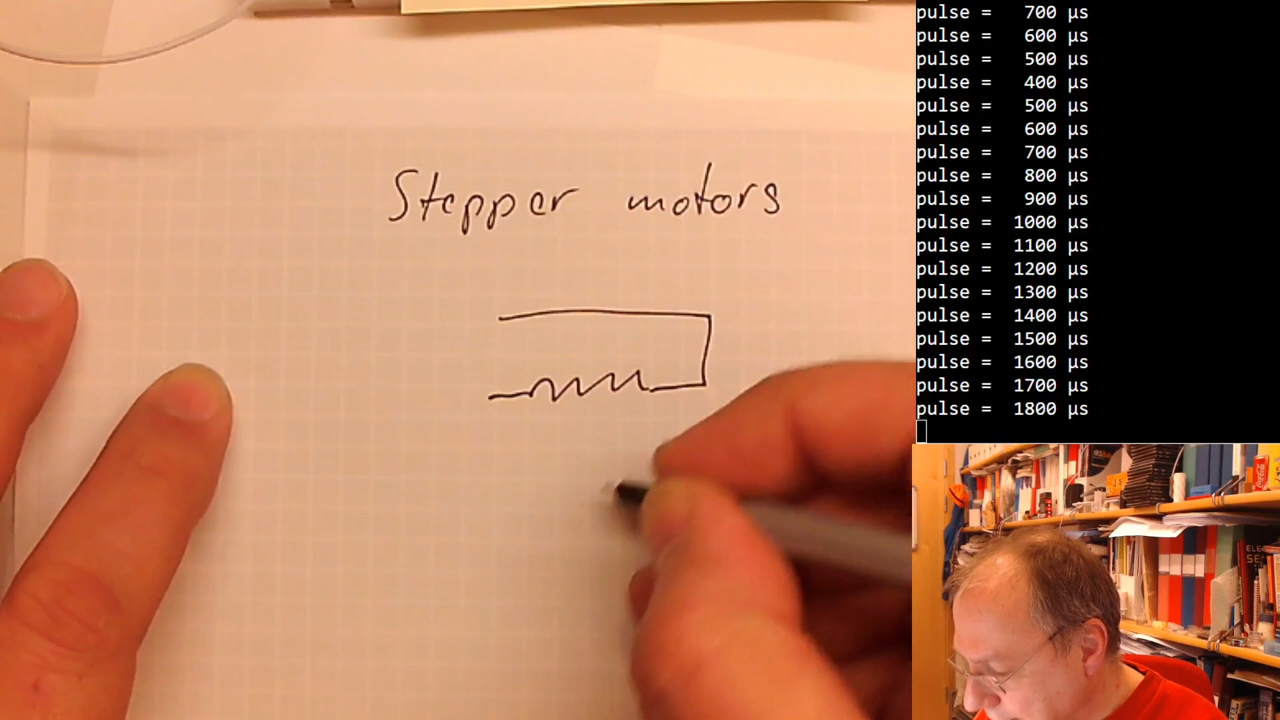 Stepper motors
pulse =   700 µs
pulse =   600 µs
pulse =   500 µs
pulse =   400 µs
pulse =   500 µs
pulse =   600 µs
pulse =   700 µs
pulse =   800 µs
pulse =   900 µs
pulse =  1000 µs
pulse =  1100 µs
pulse =  1200 µs
pulse =  1300 µs
pulse =  1400 µs
pulse =  1500 µs
pulse =  1600 µs
pulse =  1700 µs
pulse =  1800 µs